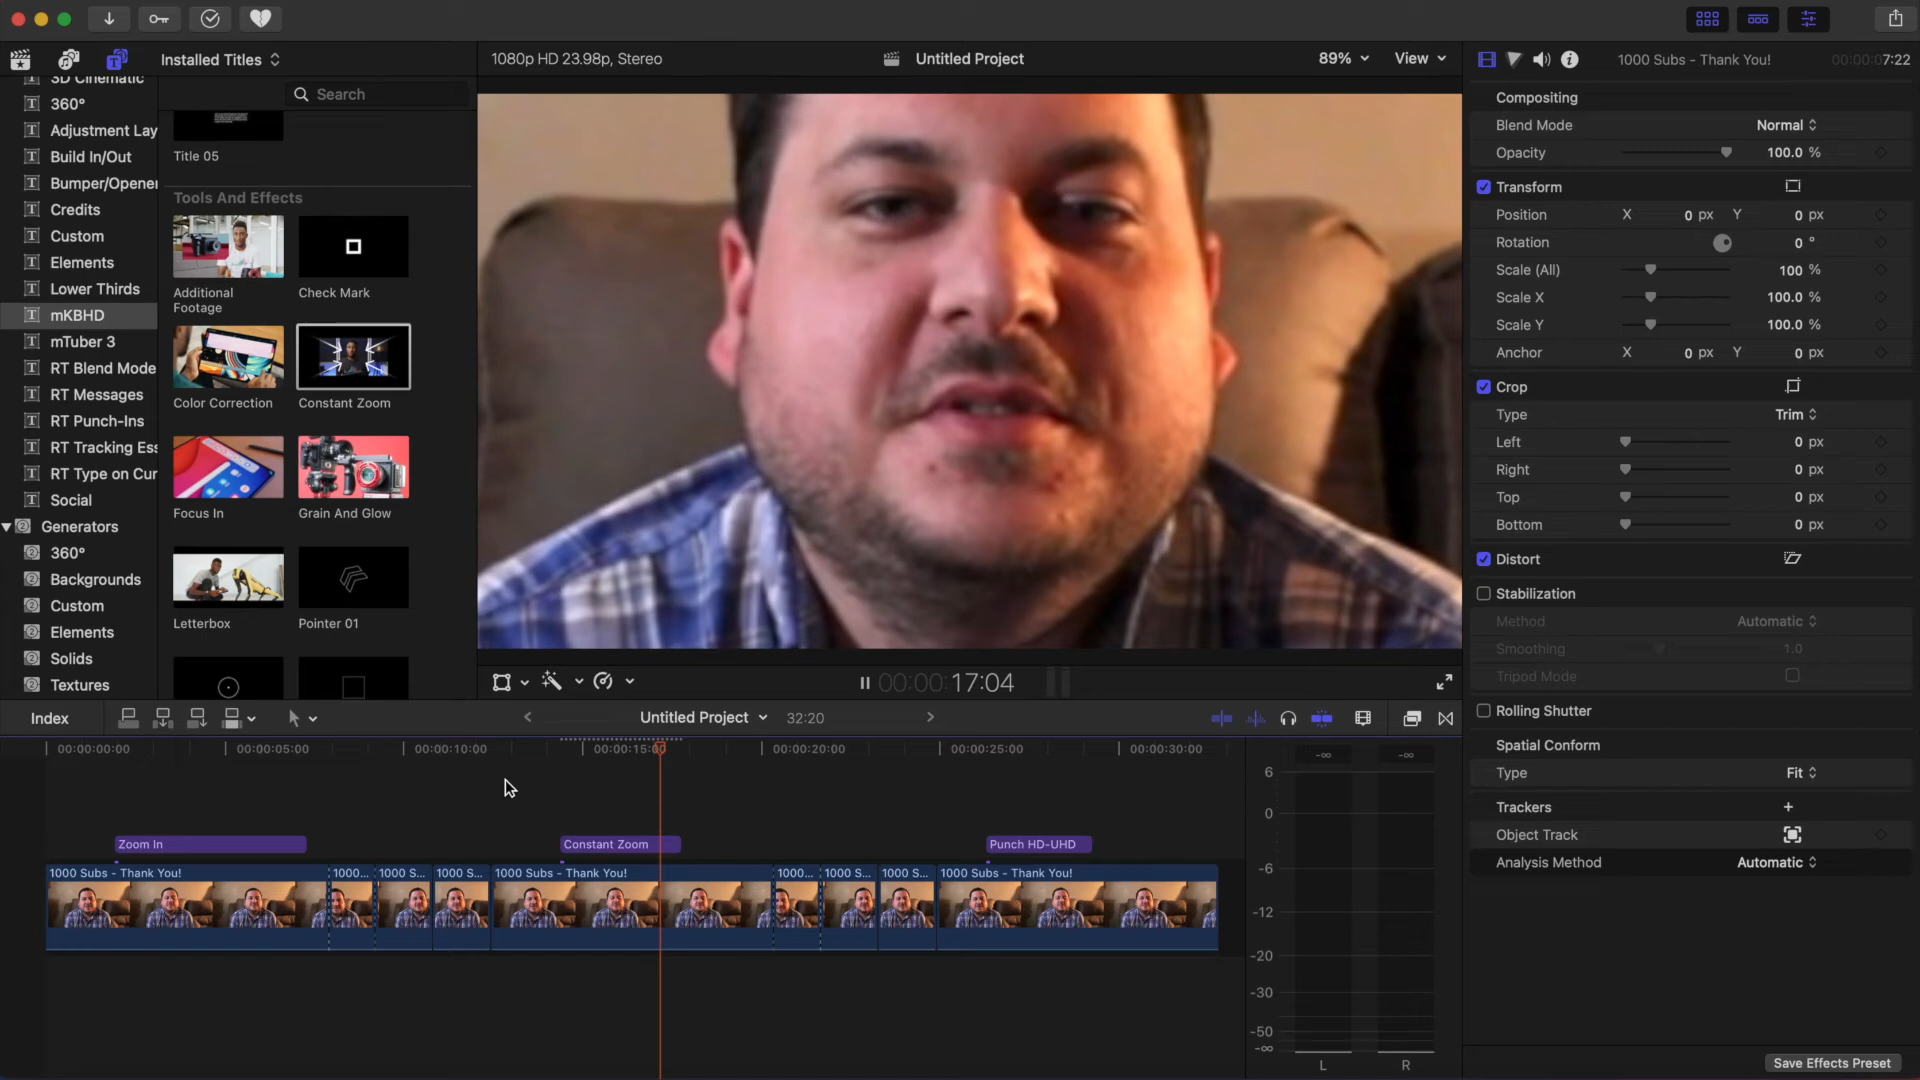 Installed Titles
1080p HD 23.98p, Stereo
Untitled Project
89%
View
1000 Subs - Thank You!
00:00:07:22
3D Cinematic
360°
Adjustment Lay
Build In/Out
Bumper/Opener
Credits
Custom
Elements
Lower Thirds
mKBHD
mTuber 3
RT Blend Mode
RT Messages
RT Punch-Ins
RT Tracking Ess
RT Type on Cur
Social
Generators
360°
Backgrounds
Custom
Elements
Solids
Textures
Search
Title 05
Tools And Effects
Additional
Footage
Check Mark
Color Correction
Constant Zoom
Focus In
Grain And Glow
Letterbox
Pointer 01
00:00:17:04
Compositing
Blend Mode Normal
Opacity 100.0 %
Transform
Position X 0 px Y 0 px
Rotation 0 °
Scale (All) 100 %
Scale X 100.0 %
Scale Y 100.0 %
Anchor X 0 px Y 0 px
Crop
Type Trim
Left 0 px
Right 0 px
Top 0 px
Bottom 0 px
Distort
Stabilization
Method Automatic
Smoothing 1.0
Tripod Mode
Rolling Shutter
Spatial Conform
Type Fit
Trackers +
Object Track
Analysis Method Automatic
Save Effects Preset
Index
Untitled Project
32:20
00:00:00:00
00:00:05:00
00:00:10:00
00:00:15:00
00:00:20:00
00:00:25:00
00:00:30:00
Zoom In
Constant Zoom
Punch HD-UHD
1000 Subs - Thank You!
1000...
1000 S...
1000 S...
1000 Subs - Thank You!
1000...
1000 S...
1000 S...
1000 Subs - Thank You!
-∞ -∞
6
0
-6
-12
-20
-30
-50
-∞
L R